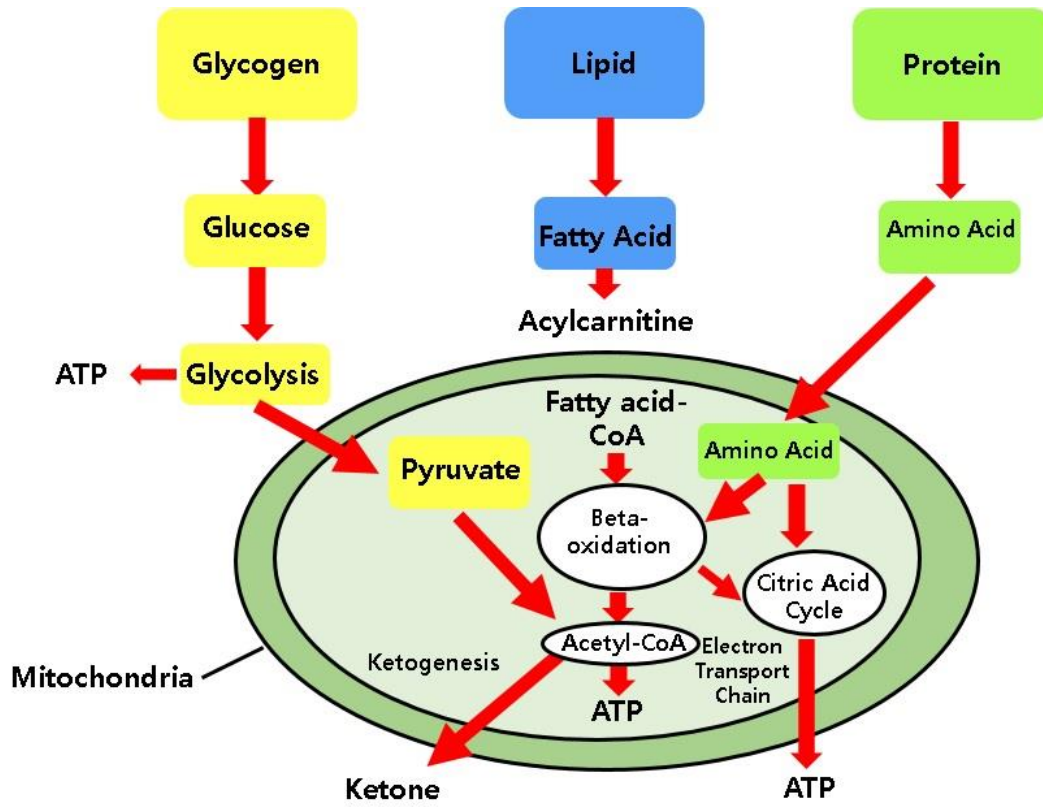 Glycogen
Lipid
Protein
Glucose
Fatty Acid
Amino Acid
Acylcarnitine
ATP
Glycolysis
Fatty acid-
CoA
Amino Acid
Pyruvate
Beta-
oxidation
Citric Acid
Cycle
Acetyl-CoA
Electron
Transport
Chain
Ketogenesis
Mitochondria
ATP
Ketone
ATP